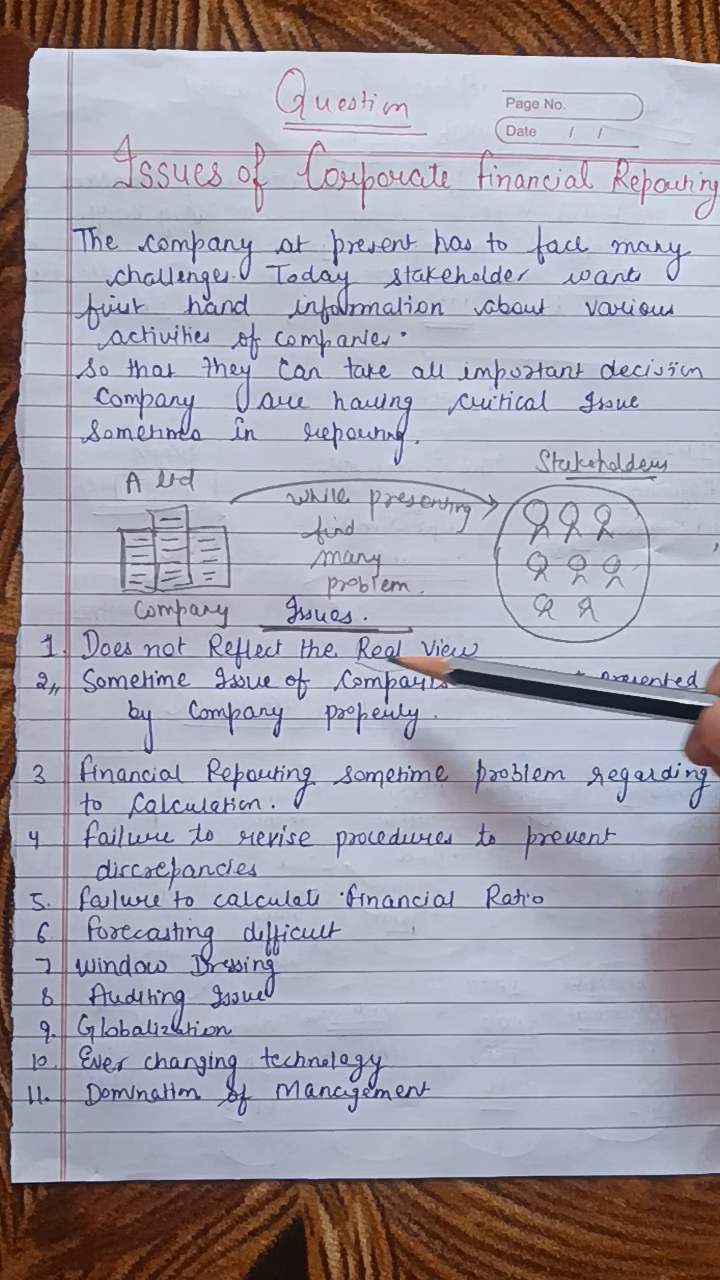 Question
Page No.
Date / /
Issues of Corporate Financial Reporting
The company at present has to face many
challenges. Today stakeholder want
first hand information about various
activities of companies.
So that they can take all important decision
Company are having critical Issue
Sometimes in reporting.
Stakeholders
A Ltd
while presenting
find
many
problem.
Company
Issues.
1. Does not Reflect the Real View
2,, Sometime Issue of presented
by Company properly.
3 Financial Reporting sometime problem regarding
to Calculation.
4 failure to revise procedures to prevent
discrepancies
5. failure to calculate financial Ratio
6 Forecasting difficult
7 Window Dressing
8 Auditing Issue
9. Globalization
10. Ever changing technology
11. Domination of Management